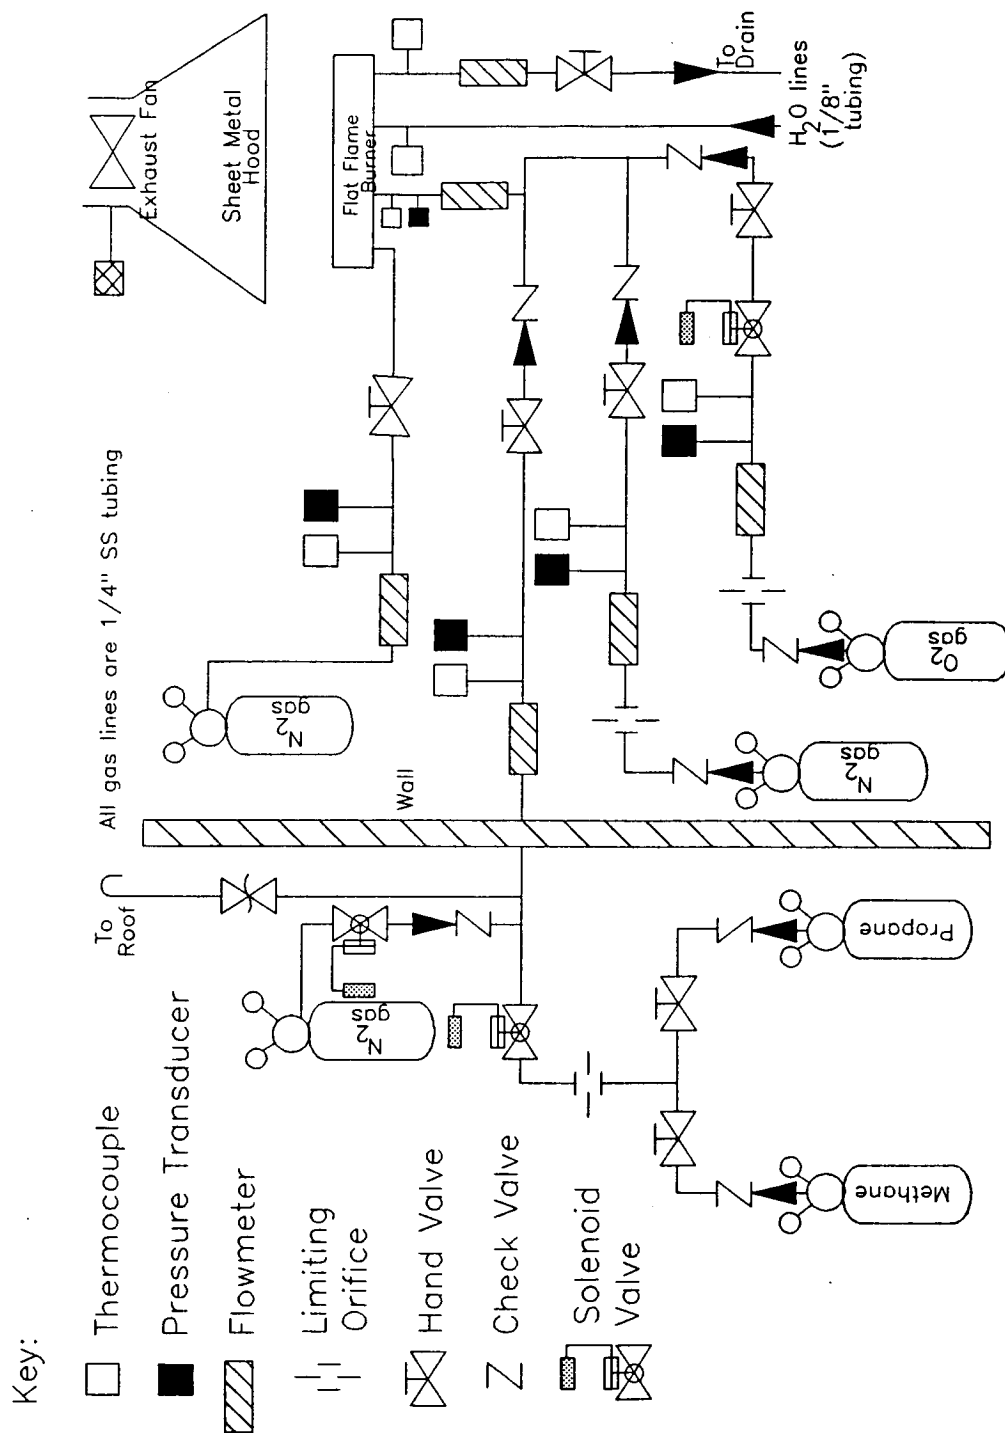 Key:
Thermocouple
Pressure Transducer
Flowmeter
Limiting
Orifice
Hand Valve
Check Valve
Solenoid
Valve
All gas lines are 1/4" SS tubing
To
Roof
Wall
N2
gas
N2
gas
N2
gas
O2
gas
Methane
Propane
Exhaust Fan
Sheet Metal
Hood
Flat Flame
Burner
To
Drain
H2O lines
(1/8"
tubing)